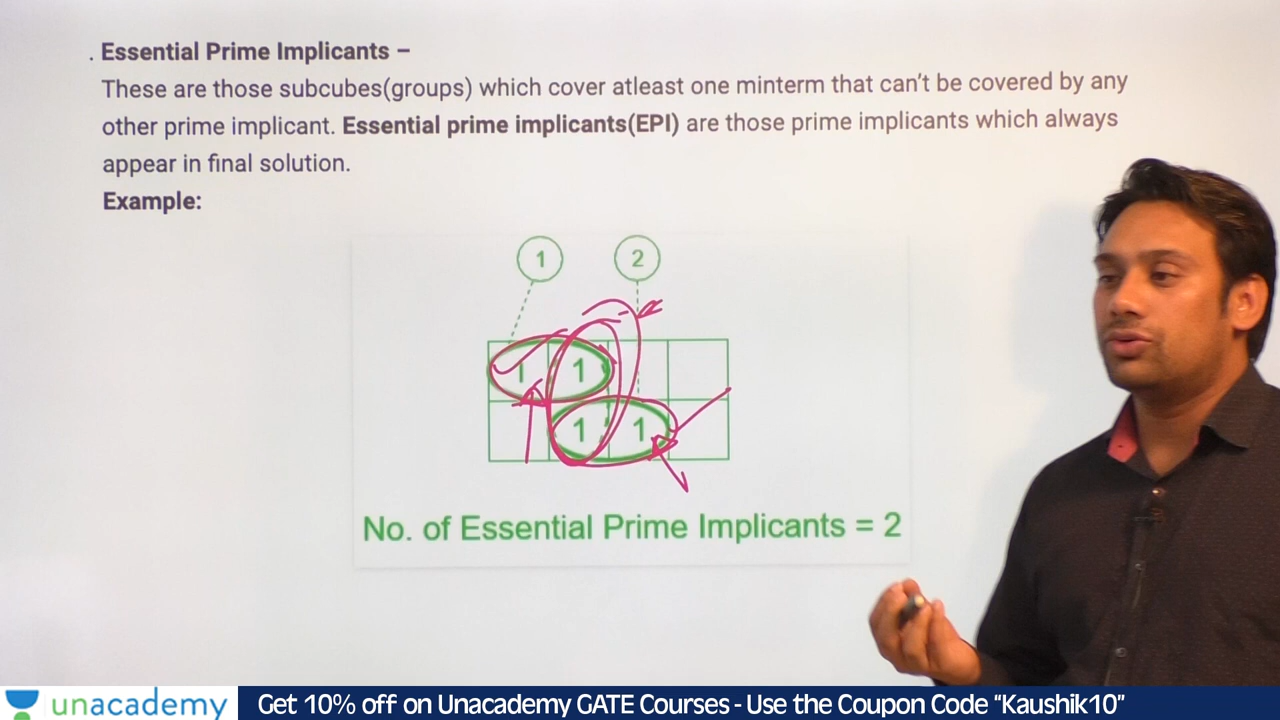 . Essential Prime Implicants –
These are those subcubes(groups) which cover atleast one minterm that can't be covered by any
other prime implicant. Essential prime implicants(EPI) are those prime implicants which always
appear in final solution.
Example:
1 2
1 1
1 1
No. of Essential Prime Implicants = 2
unacademy
Get 10% off on Unacademy GATE Courses - Use the Coupon Code "Kaushik10"